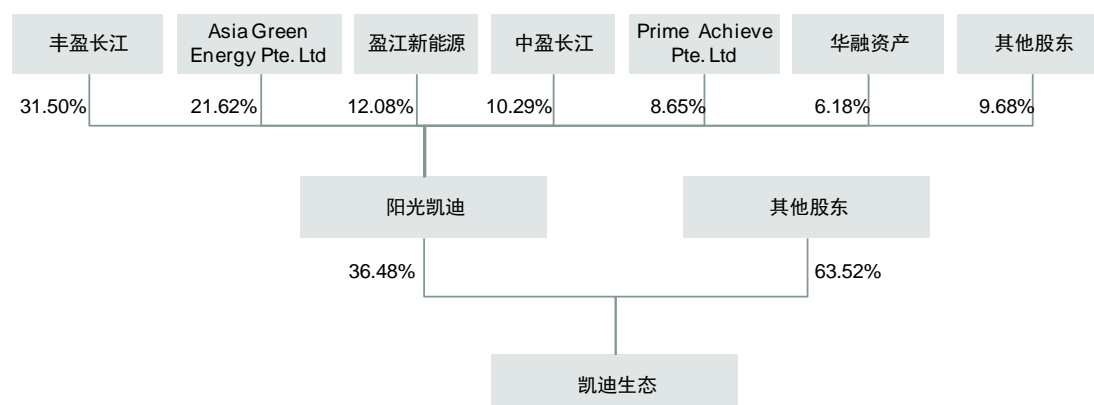 丰盈长江
Asia Green
Energy Pte. Ltd
盈江新能源
中盈长江
Prime Achieve
Pte. Ltd
华融资产
其他股东
31.50%
21.62%
12.08%
10.29%
8.65%
6.18%
9.68%
阳光凯迪
其他股东
36.48%
63.52%
凯迪生态